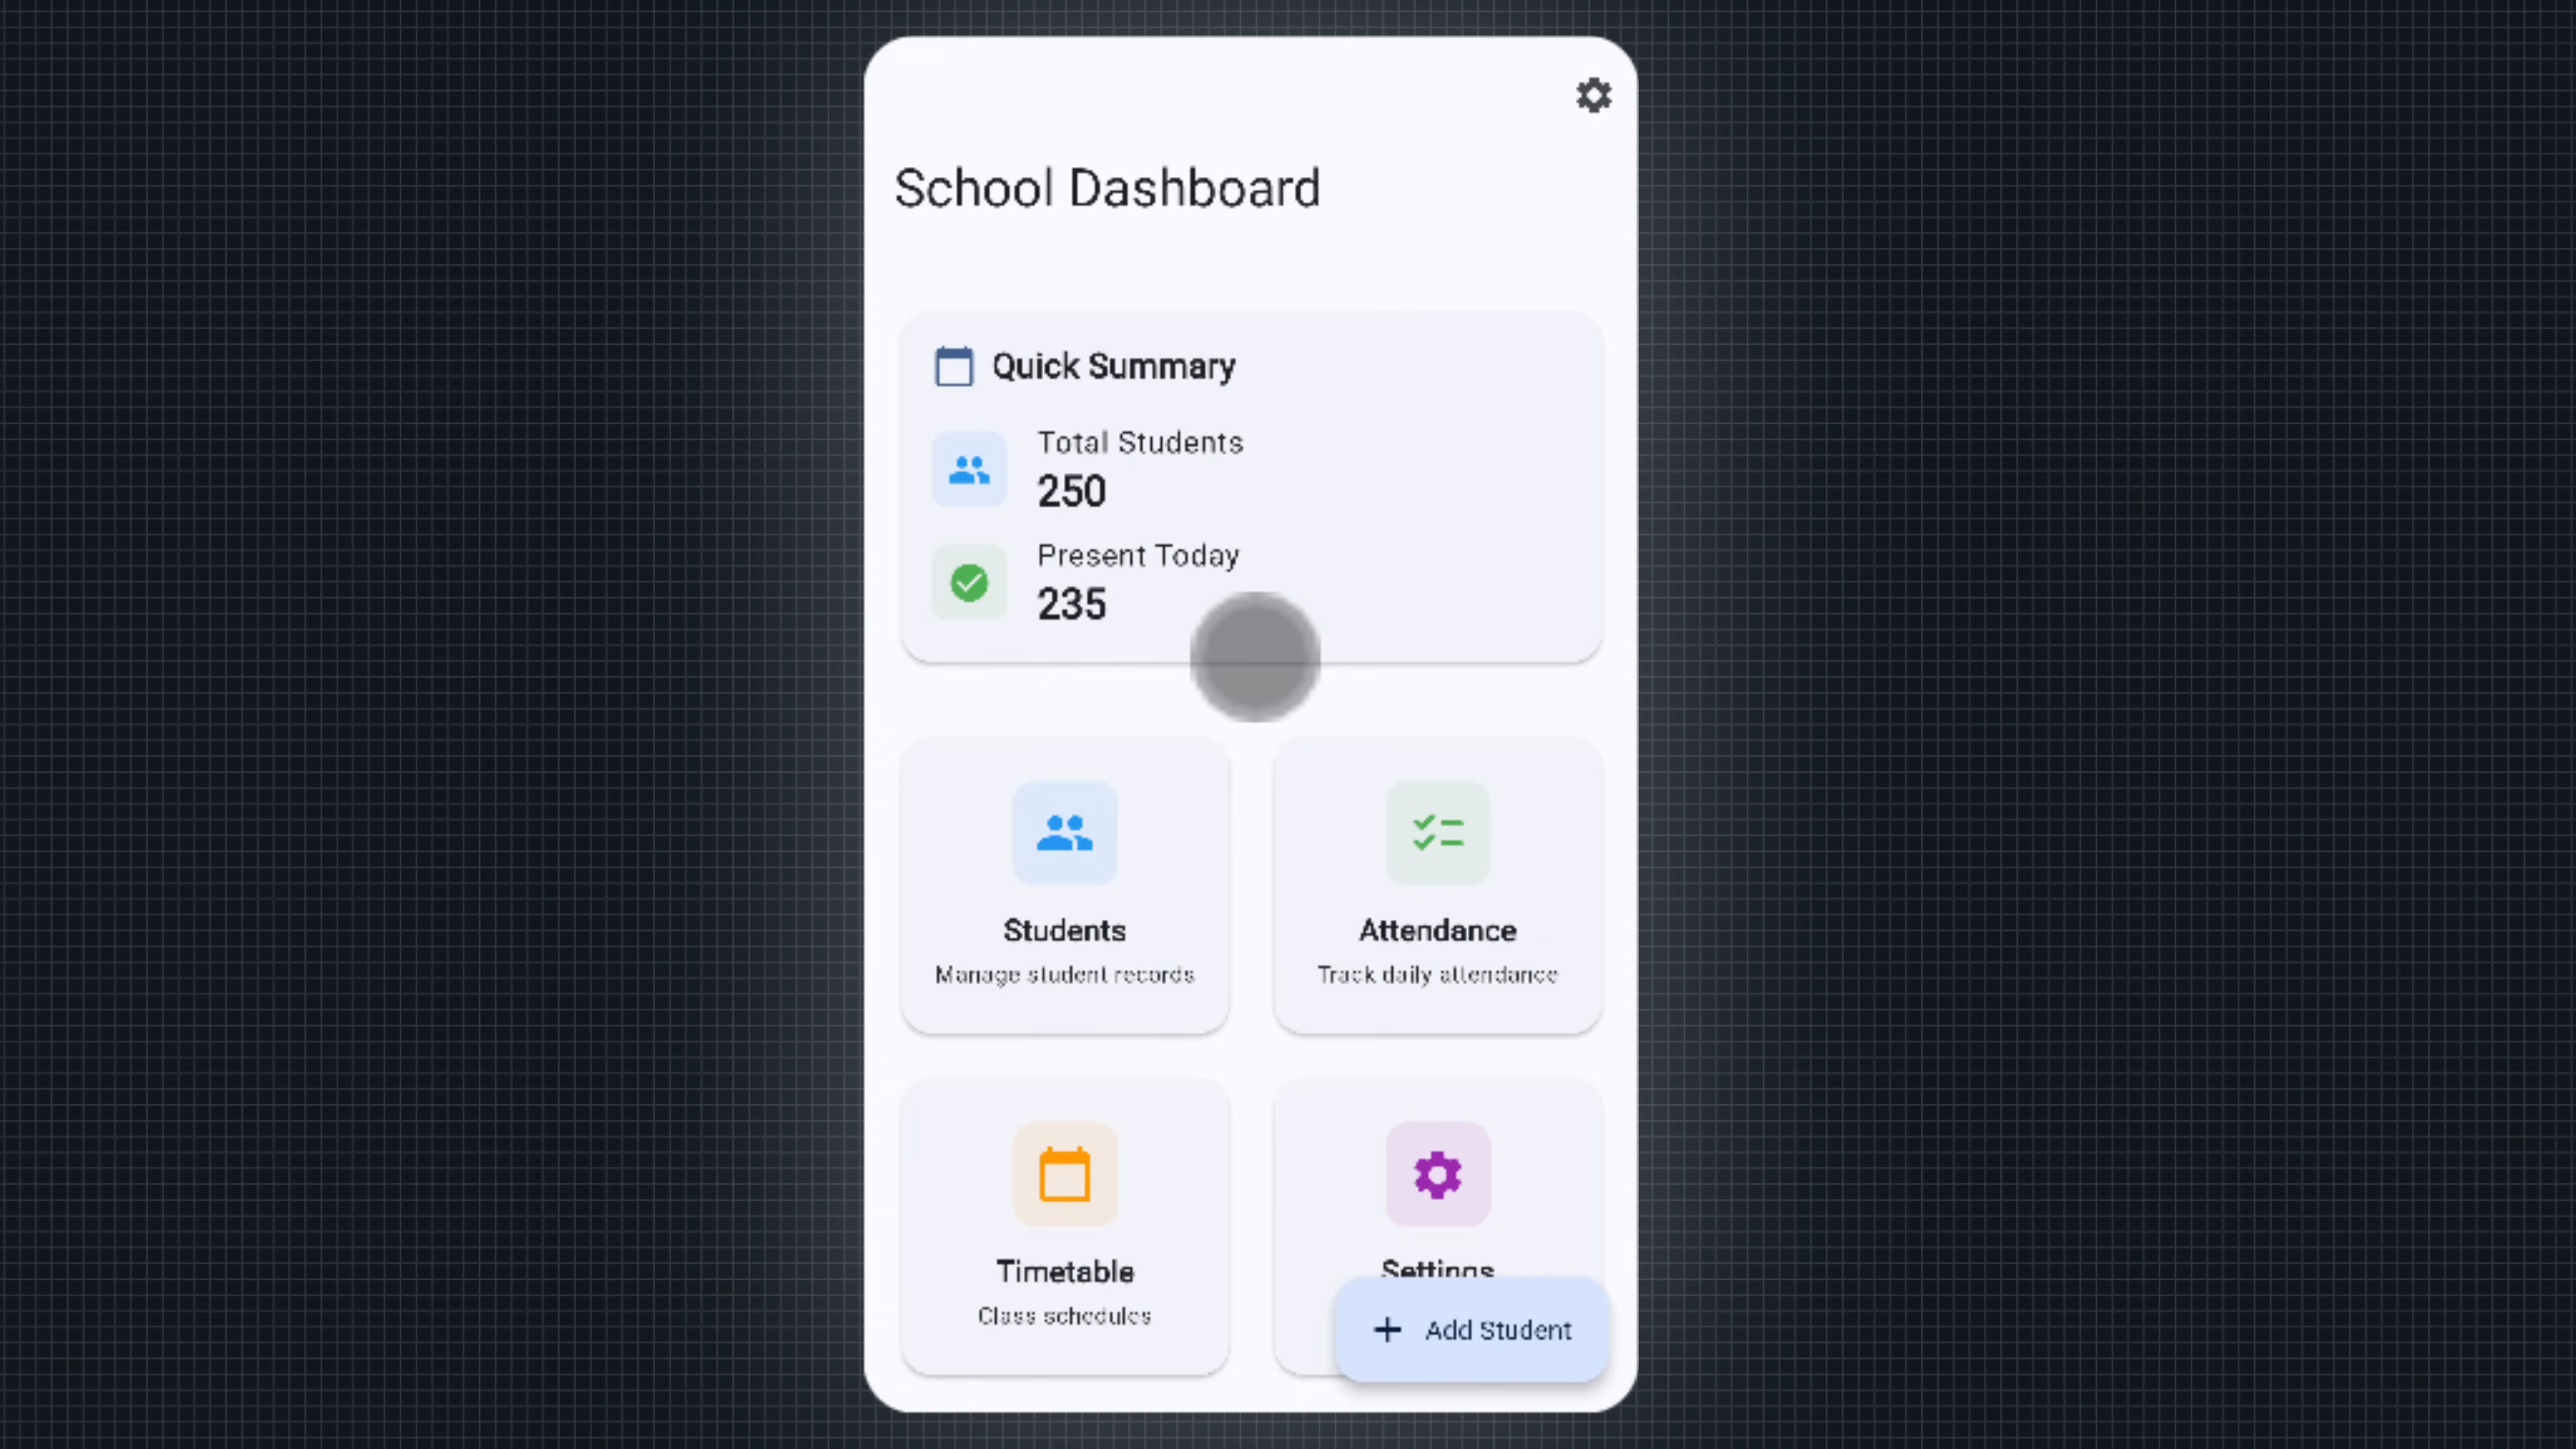 School Dashboard
Quick Summary
Total Students
250
Present Today
235
Students
Manage student records
Attendance
Track daily attendance
Timetable
Class schedules
Settings
Add Student